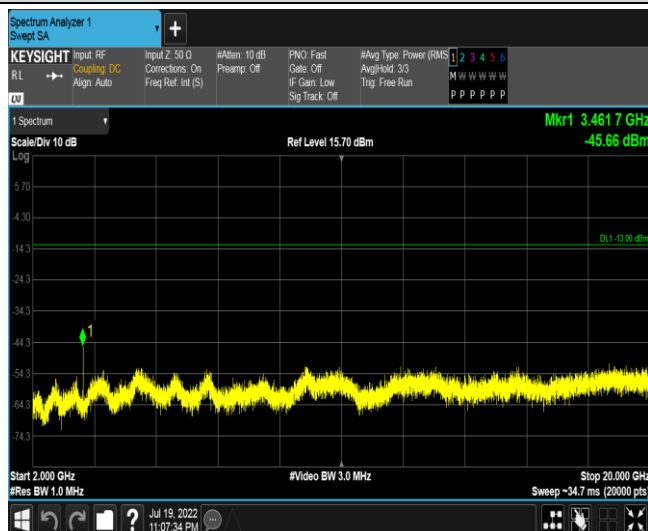 Spectrum Analyzer 1
Swept SA
+
KEYSIGHT
RL
LXI
Input: RF
Coupling: DC
Align: Auto
Input Z: 50 Ω
Corrections: On
Freq Ref: Int (S)
#Atten: 10 dB
Preamp: Off
PNO: Fast
Gate: Off
IF Gain: Low
Sig Track: Off
#Avg Type: Power (RMS
Avg|Hold: 3/3
Trig: Free Run
1 2 3 4 5 6
M W W W W W
P P P P P P
1 Spectrum
Mkr1 3.461 7 GHz
-45.66 dBm
Scale/Div 10 dB
Ref Level 15.70 dBm
Log
5.70
-4.30
-14.3
-24.3
-34.3
-44.3
-54.3
-64.3
-74.3
DL1 -13.00 dBm
1
Start 2.000 GHz
#Res BW 1.0 MHz
#Video BW 3.0 MHz
Stop 20.000 GHz
Sweep ~34.7 ms (20000 pts)
?
Jul 19, 2022
11:07:34 PM